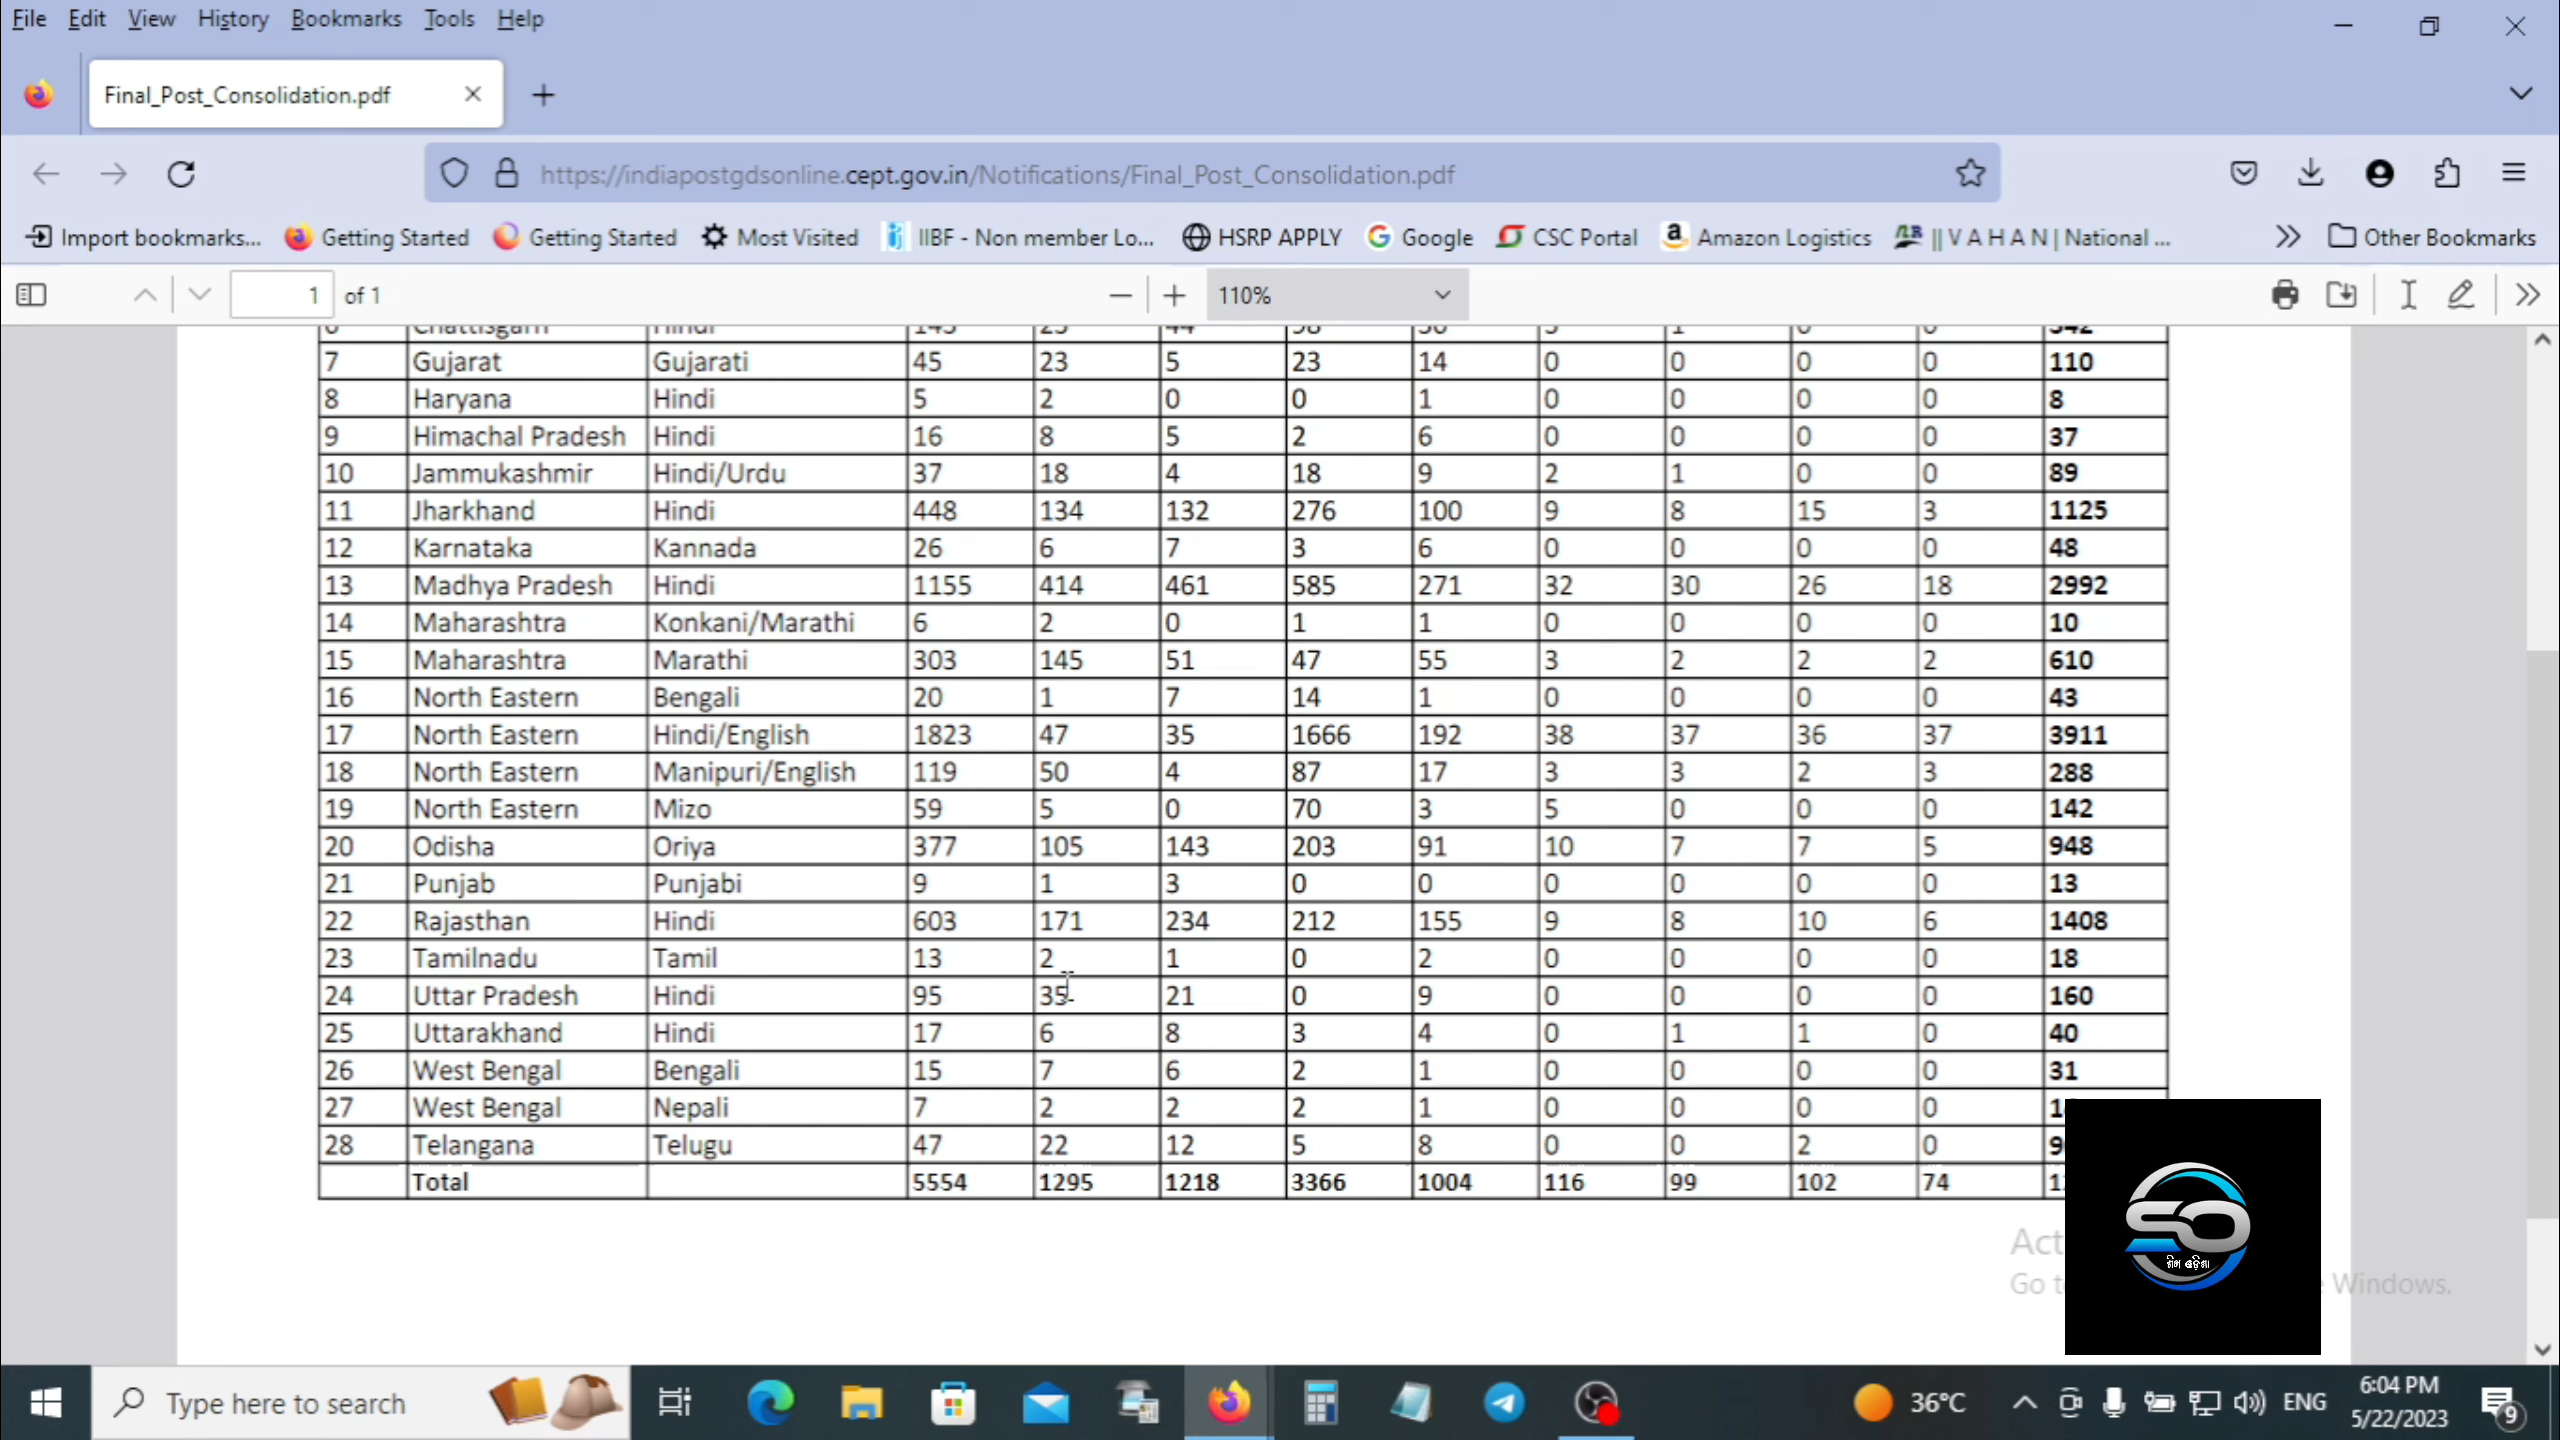 File Edit View History Bookmarks Tools Help
Final_Post_Consolidation.pdf
https://indiapostgdsonline.cept.gov.in/Notifications/Final_Post_Consolidation.pdf
Import bookmarks... Getting Started Getting Started Most Visited IIBF - Non member Lo... HSRP APPLY Google CSC Portal Amazon Logistics || V A H A N | National ... Other Bookmarks
1 of 1 110%
6 Chattisgarh Hindi 145 23 44 98 30 3 1 0 0 342
7 Gujarat Gujarati 45 23 5 23 14 0 0 0 0 110
8 Haryana Hindi 5 2 0 0 1 0 0 0 0 8
9 Himachal Pradesh Hindi 16 8 5 2 6 0 0 0 0 37
10 Jammukashmir Hindi/Urdu 37 18 4 18 9 2 1 0 0 89
11 Jharkhand Hindi 448 134 132 276 100 9 8 15 3 1125
12 Karnataka Kannada 26 6 7 3 6 0 0 0 0 48
13 Madhya Pradesh Hindi 1155 414 461 585 271 32 30 26 18 2992
14 Maharashtra Konkani/Marathi 6 2 0 1 1 0 0 0 0 10
15 Maharashtra Marathi 303 145 51 47 55 3 2 2 2 610
16 North Eastern Bengali 20 1 7 14 1 0 0 0 0 43
17 North Eastern Hindi/English 1823 47 35 1666 192 38 37 36 37 3911
18 North Eastern Manipuri/English 119 50 4 87 17 3 3 2 3 288
19 North Eastern Mizo 59 5 0 70 3 5 0 0 0 142
20 Odisha Oriya 377 105 143 203 91 10 7 7 5 948
21 Punjab Punjabi 9 1 3 0 0 0 0 0 0 13
22 Rajasthan Hindi 603 171 234 212 155 9 8 10 6 1408
23 Tamilnadu Tamil 13 2 1 0 2 0 0 0 0 18
24 Uttar Pradesh Hindi 95 35 21 0 9 0 0 0 0 160
25 Uttarakhand Hindi 17 6 8 3 4 0 1 1 0 40
26 West Bengal Bengali 15 7 6 2 1 0 0 0 0 31
27 West Bengal Nepali 7 2 2 2 1 0 0 0 0
28 Telangana Telugu 47 22 12 5 8 0 0 2 0
Total 5554 1295 1218 3366 1004 116 99 102 74
Act
Go t Windows.
SO
Type here to search 36°C ENG 6:04 PM
5/22/2023 9